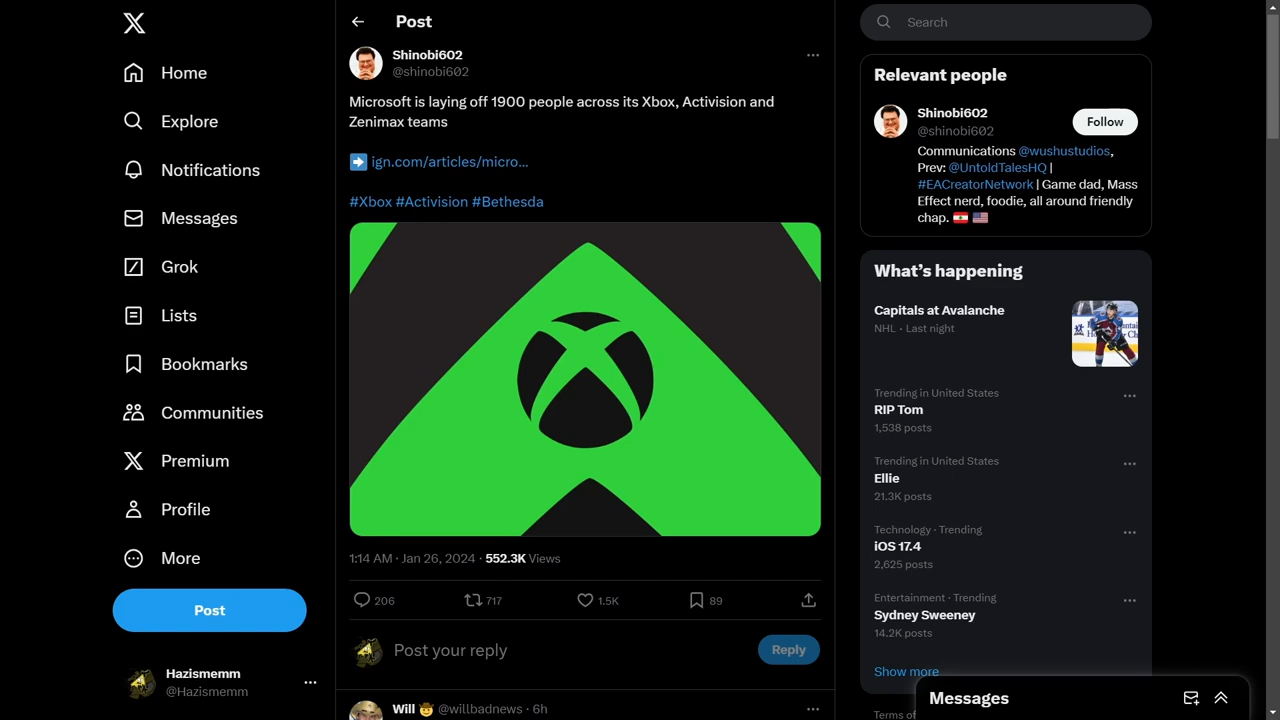 Home
Explore
Notifications
Messages
Grok
Lists
Bookmarks
Communities
Premium
Profile
More
Post
Hazismemm
@Hazismemm
Post
Shinobi602
@shinobi602
Microsoft is laying off 1900 people across its Xbox, Activision and
Zenimax teams
ign.com/articles/micro...
#Xbox #Activision #Bethesda
1:14 AM · Jan 26, 2024 · 552.3K Views
206
717
1.5K
89
Post your reply
Reply
Will 🤠 @willbadnews · 6h
Search
Relevant people
Shinobi602
@shinobi602
Follow
Communications @wushustudios,
Prev: @UntoldTalesHQ |
#EACreatorNetwork | Game dad, Mass
Effect nerd, foodie, all around friendly
chap. 🇱🇧 🇺🇸
What's happening
Capitals at Avalanche
NHL · Last night
Trending in United States
RIP Tom
1,538 posts
Trending in United States
Ellie
21.3K posts
Technology · Trending
iOS 17.4
2,625 posts
Entertainment · Trending
Sydney Sweeney
14.2K posts
Show more
Terms of
Messages